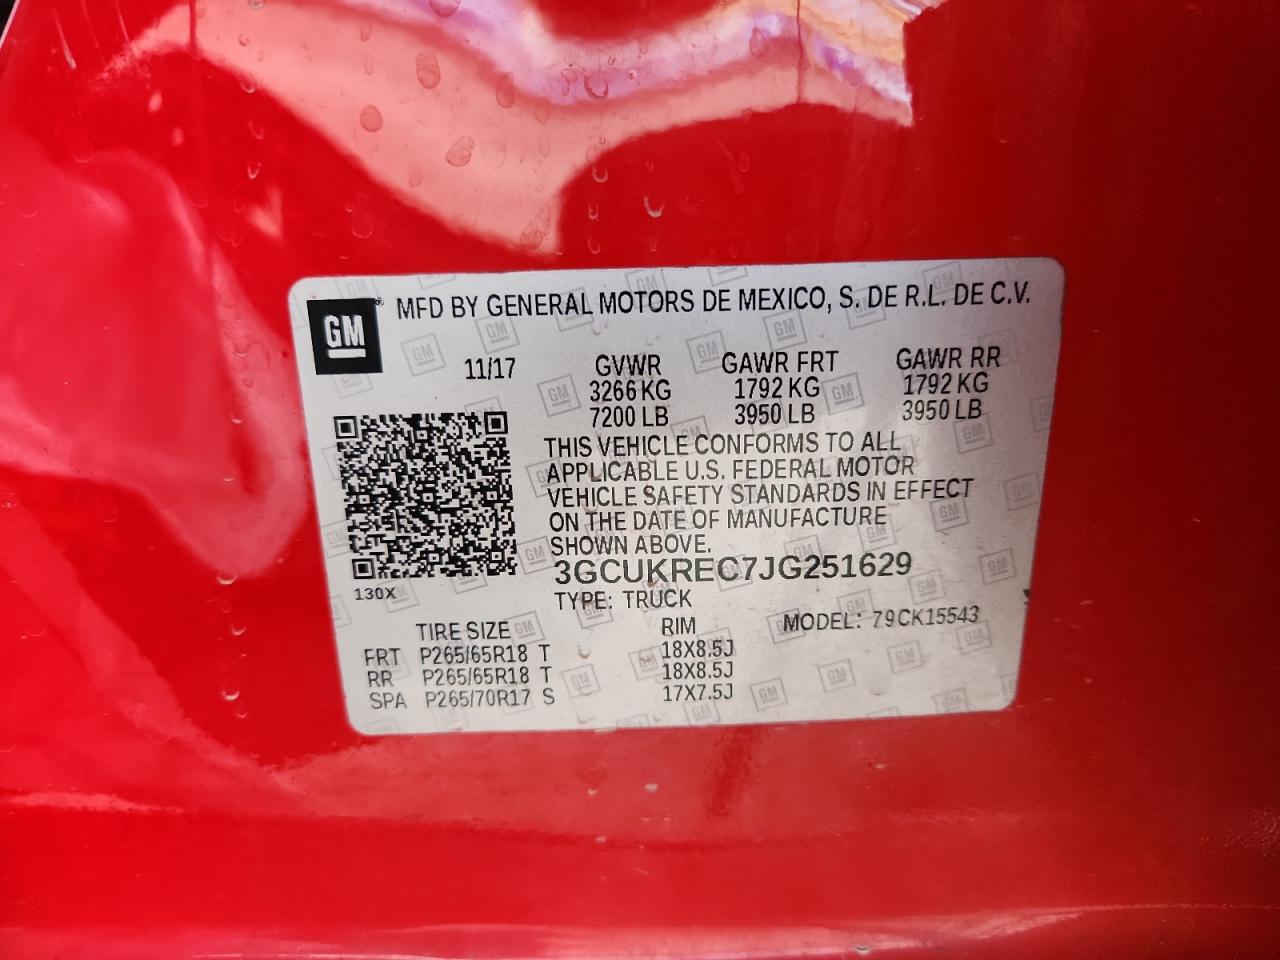 GM MFD BY GENERAL MOTORS DE MEXICO, S. DE R.L. DE C.V.
11/17 GVWR GAWR FRT GAWR RR
3266 KG 1792 KG 1792 KG
7200 LB 3950 LB 3950 LB
THIS VEHICLE CONFORMS TO ALL
APPLICABLE U.S. FEDERAL MOTOR
VEHICLE SAFETY STANDARDS IN EFFECT
ON THE DATE OF MANUFACTURE
SHOWN ABOVE.
3GCUKREC7JG251629
130X
TYPE: TRUCK
MODEL: 79CK15543
TIRE SIZE RIM
FRT P265/65R18 T 18X8.5J
RR P265/65R18 T 18X8.5J
SPA P265/70R17 S 17X7.5J